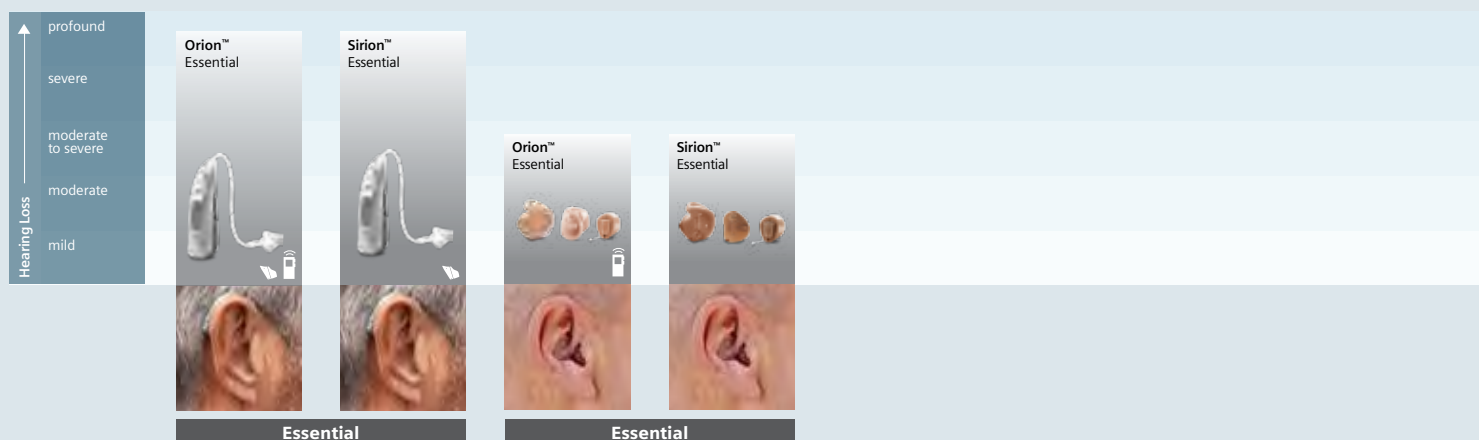 profound
severe
moderate
to severe
moderate
mild
Hearing Loss
Orion™
Essential
Sirion™
Essential
Orion™
Essential
Sirion™
Essential
Essential
Essential